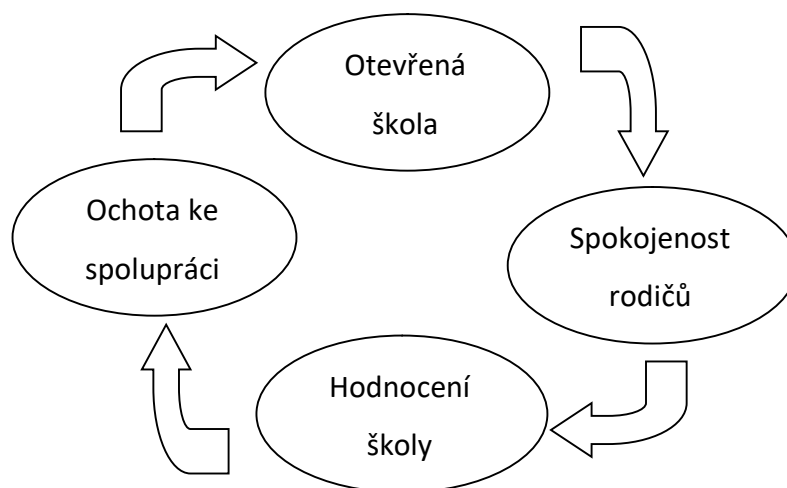 Otevřená
škola
Ochota ke
spolupráci
Spokojenost
rodičů
Hodnocení
školy